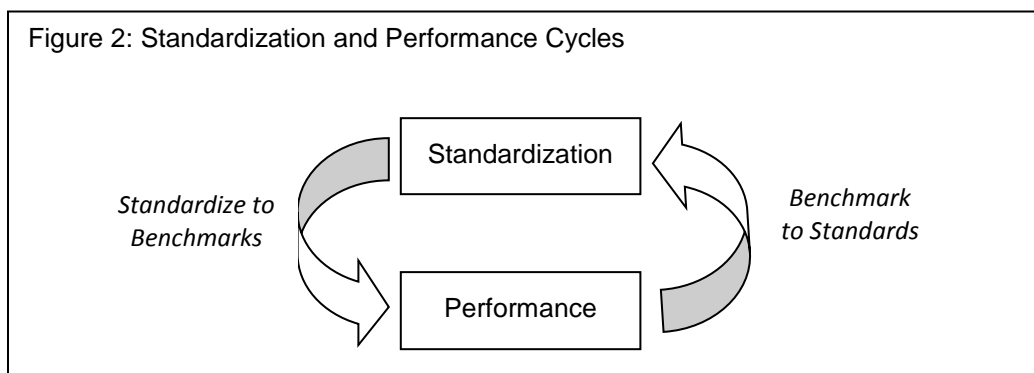 Figure 2: Standardization and Performance Cycles
Standardization
Standardize to
Benchmarks
Benchmark
to Standards
Performance